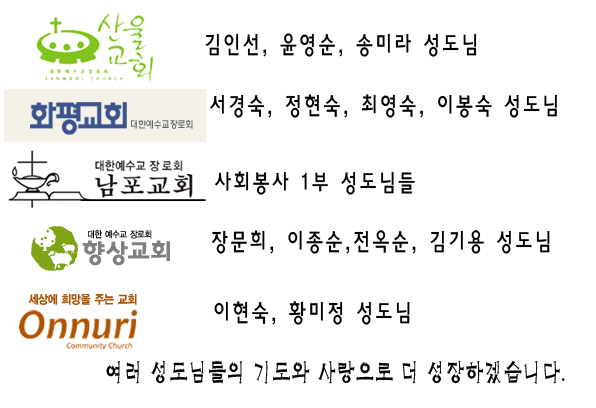 산울교회
대한예수교장로회
SANWOOL CHURCH
김인선, 윤영순, 송미라 성도님
화평교회 대한예수교장로회
서경숙, 정현숙, 최영숙, 이봉숙 성도님
대한예수교 장로회
남포교회
사회봉사 1부 성도님들
대한 예수교 장로회
향상교회
장문희, 이종순,전옥순, 김기용 성도님
세상에 희망을 주는 교회
Onnuri
Community Church
이현숙, 황미정 성도님
여러 성도님들의 기도와 사랑으로 더 성장하겠습니다.